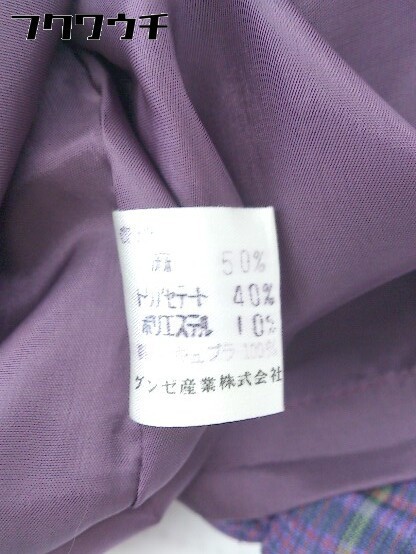 フクワウチ
麻 50%
トリアセテート 40%
ポリエステル 10%
キュプラ 100%
グンゼ産業株式会社